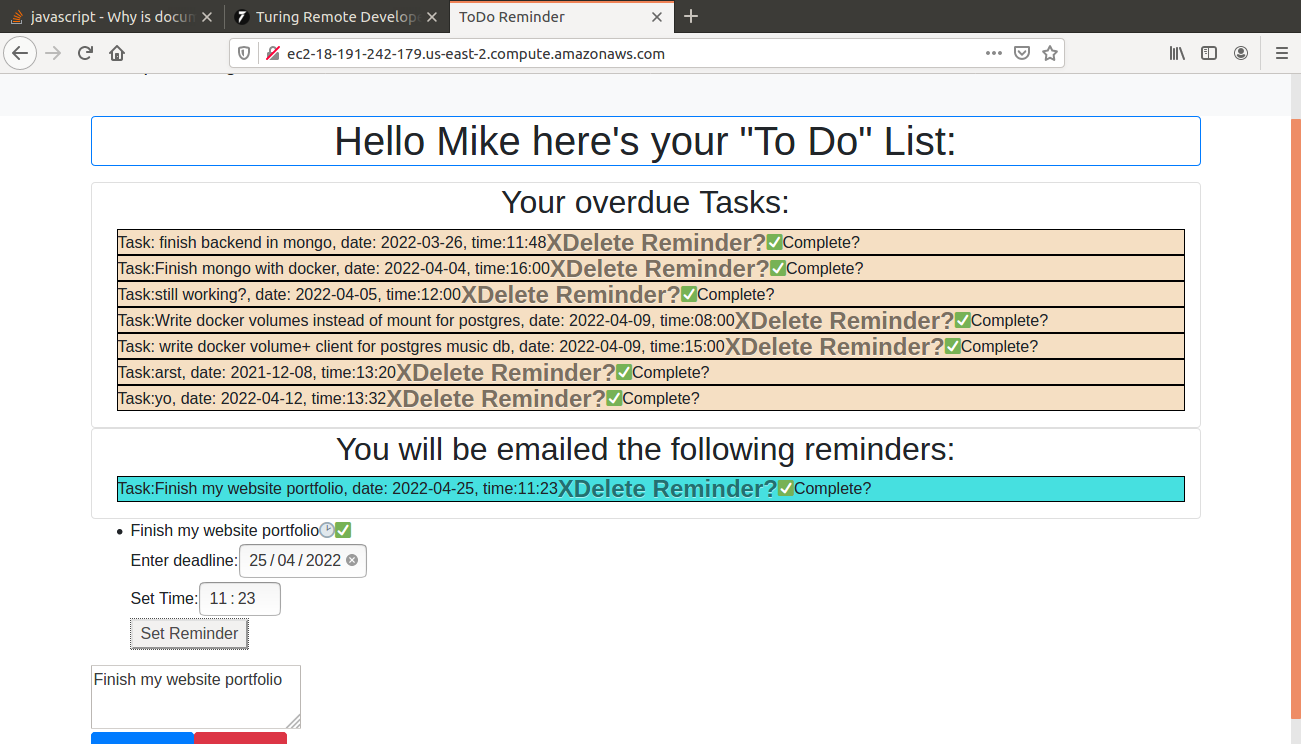 javascript - Why is docun
Turing Remote Develope
ToDo Reminder
ec2-18-191-242-179.us-east-2.compute.amazonaws.com
Hello Mike here's your "To Do" List:
Your overdue Tasks:
Task: finish backend in mongo, date: 2022-03-26, time:11:48XDelete Reminder?✅Complete?
Task:Finish mongo with docker, date: 2022-04-04, time:16:00XDelete Reminder?✅Complete?
Task:still working?, date: 2022-04-05, time:12:00XDelete Reminder?✅Complete?
Task:Write docker volumes instead of mount for postgres, date: 2022-04-09, time:08:00XDelete Reminder?✅Complete?
Task: write docker volume+ client for postgres music db, date: 2022-04-09, time:15:00XDelete Reminder?✅Complete?
Task:arst, date: 2021-12-08, time:13:20XDelete Reminder?✅Complete?
Task:yo, date: 2022-04-12, time:13:32XDelete Reminder?✅Complete?
You will be emailed the following reminders:
Task:Finish my website portfolio, date: 2022-04-25, time:11:23XDelete Reminder?✅Complete?
• Finish my website portfolio🕑✅
Enter deadline: 25/04/2022
Set Time: 11:23
Set Reminder
Finish my website portfolio